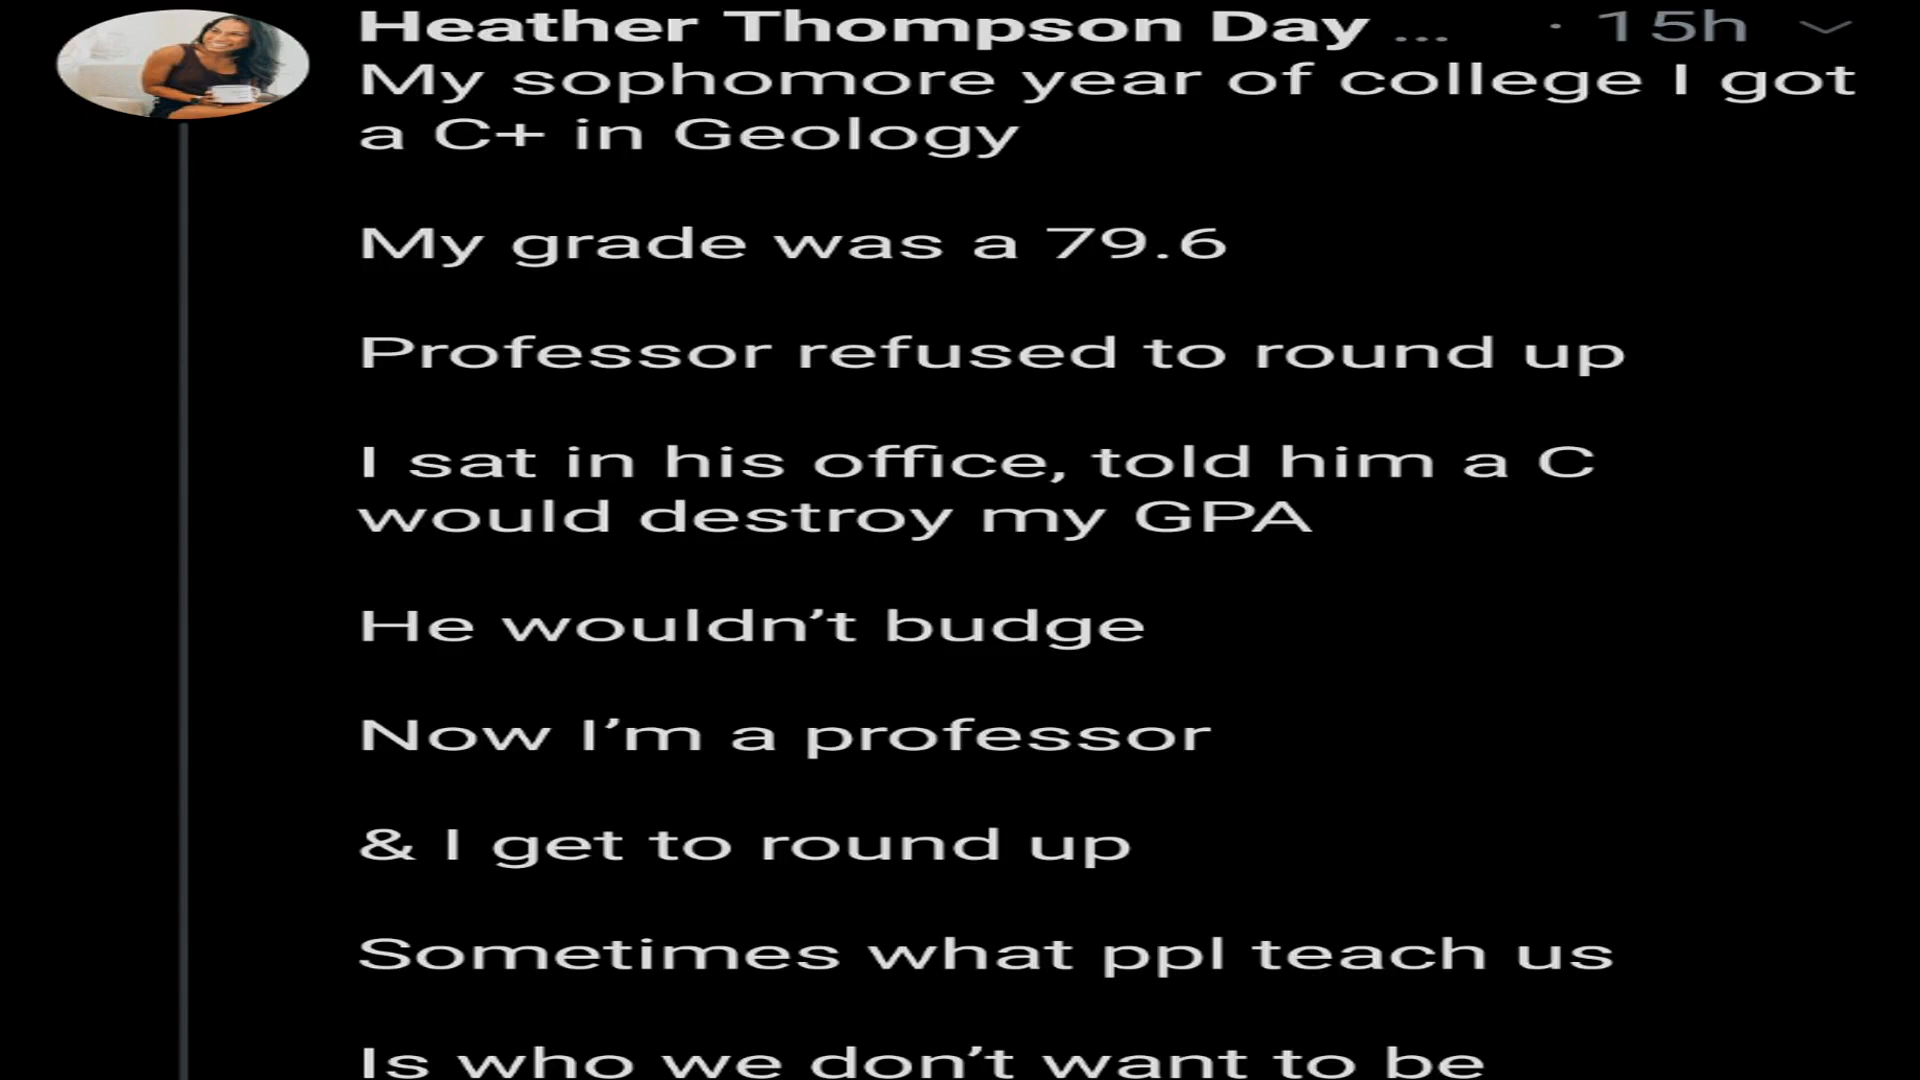 Heather Thompson Day ... · 15h
My sophomore year of college I got
a C+ in Geology
My grade was a 79.6
Professor refused to round up
I sat in his office, told him a C
would destroy my GPA
He wouldn’t budge
Now I’m a professor
& I get to round up
Sometimes what ppl teach us
Is who we don’t want to be